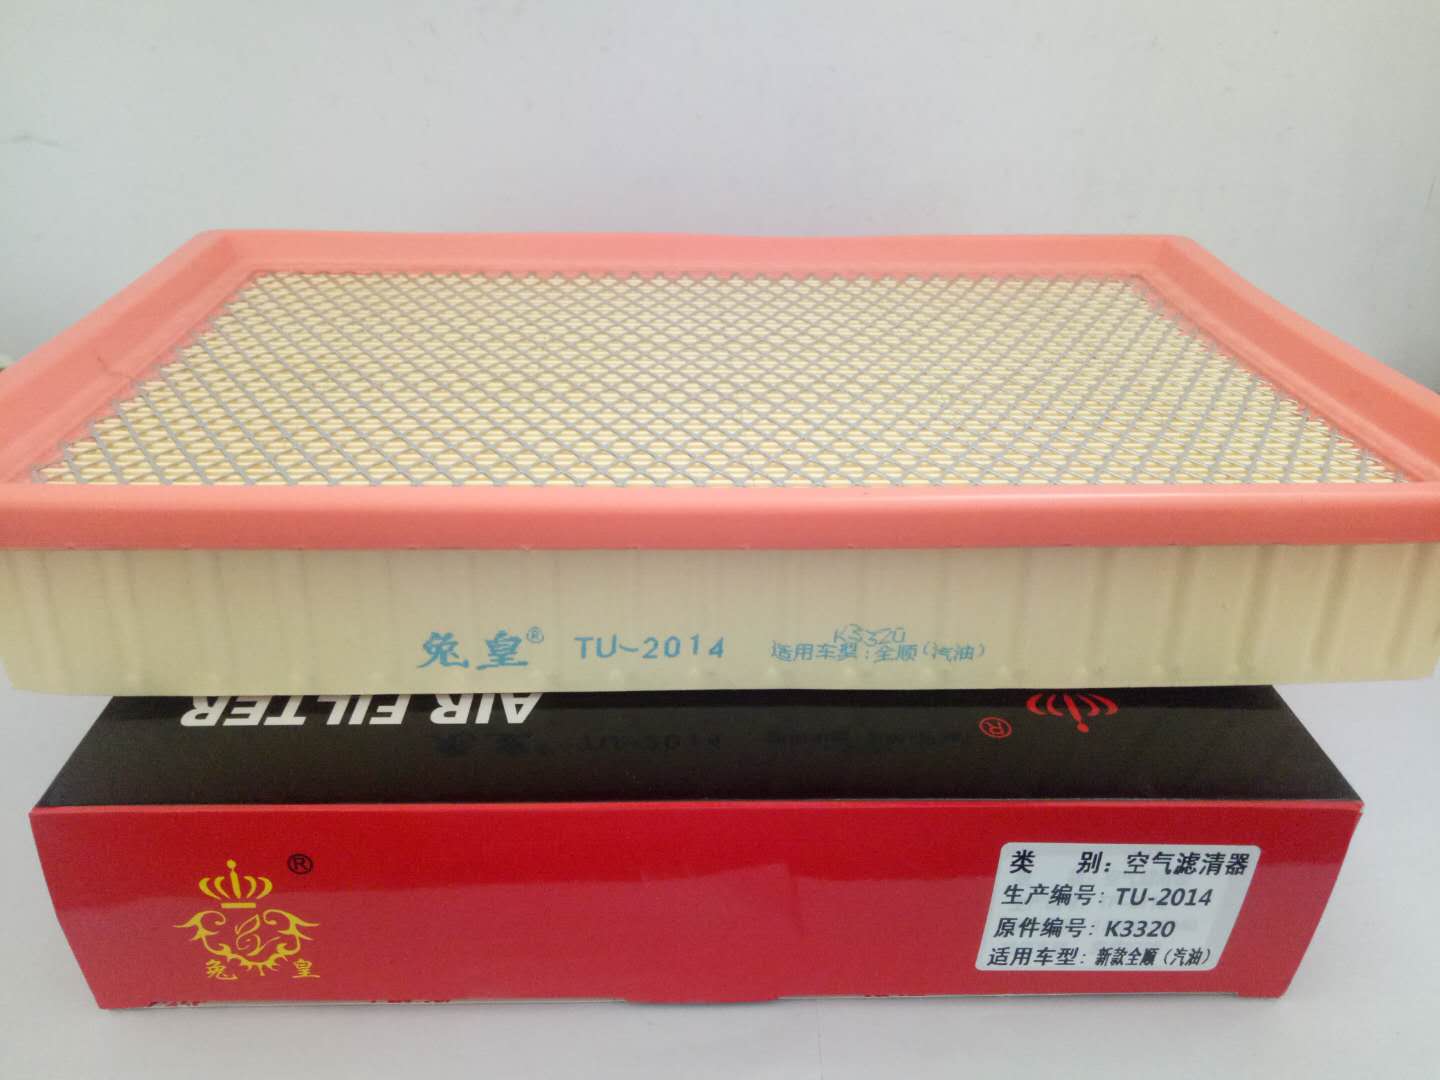 兔皇® TU-2014
K3320
适用车型:全顺(汽油)
AIR FILTER
®
®
兔皇
类 别：空气滤清器
生产编号：TU-2014
原件编号：K3320
适用车型：新款全顺（汽油）